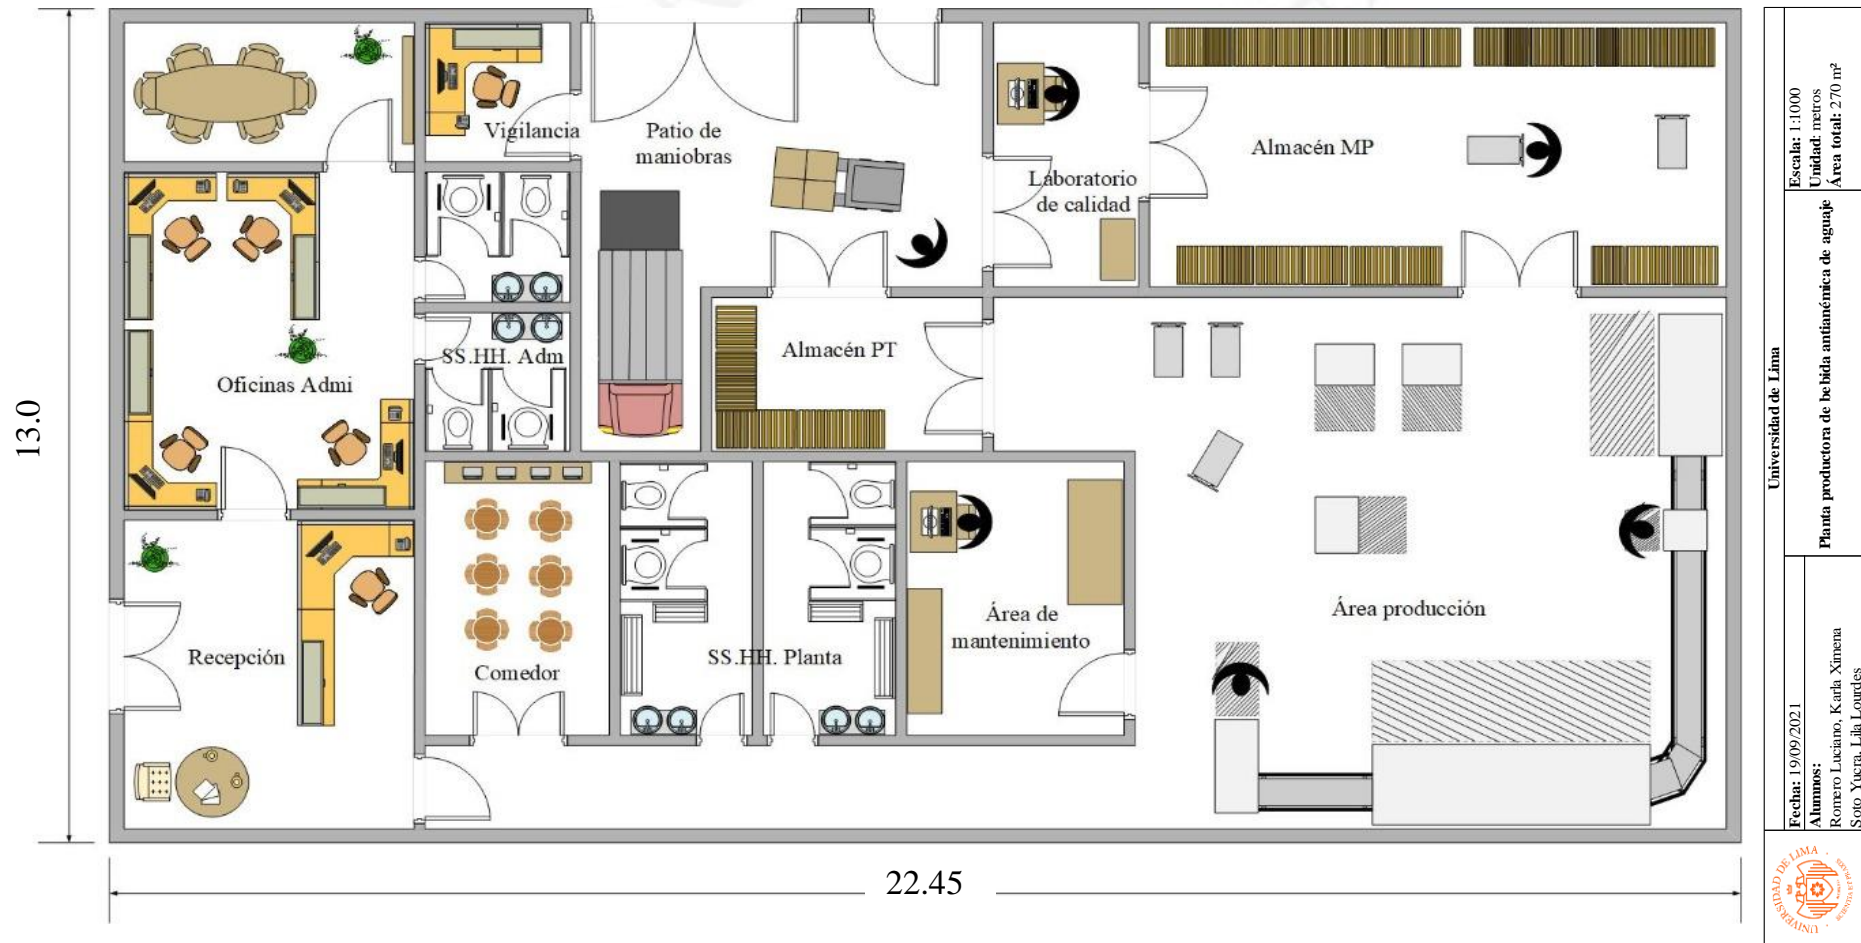 Vigilancia
Patio de
maniobras
Laboratorio
de calidad
Almacén MP
Oficinas Admi
SS.HH. Adm
Almacén PT
Recepción
Comedor
SS.HH. Planta
Área de
mantenimiento
Área producción
13.0
22.45
Universidad de Lima
Planta productora de bebida antianémica de aguaje
Escala: 1:1000
Unidad: metros
Área total: 270 m²
Fecha: 19/09/2021
Alumnos:
Romero Luciano, Karla Ximena
Soto Yucra, Lila Lourdes
UNIVERSIDAD DE LIMA